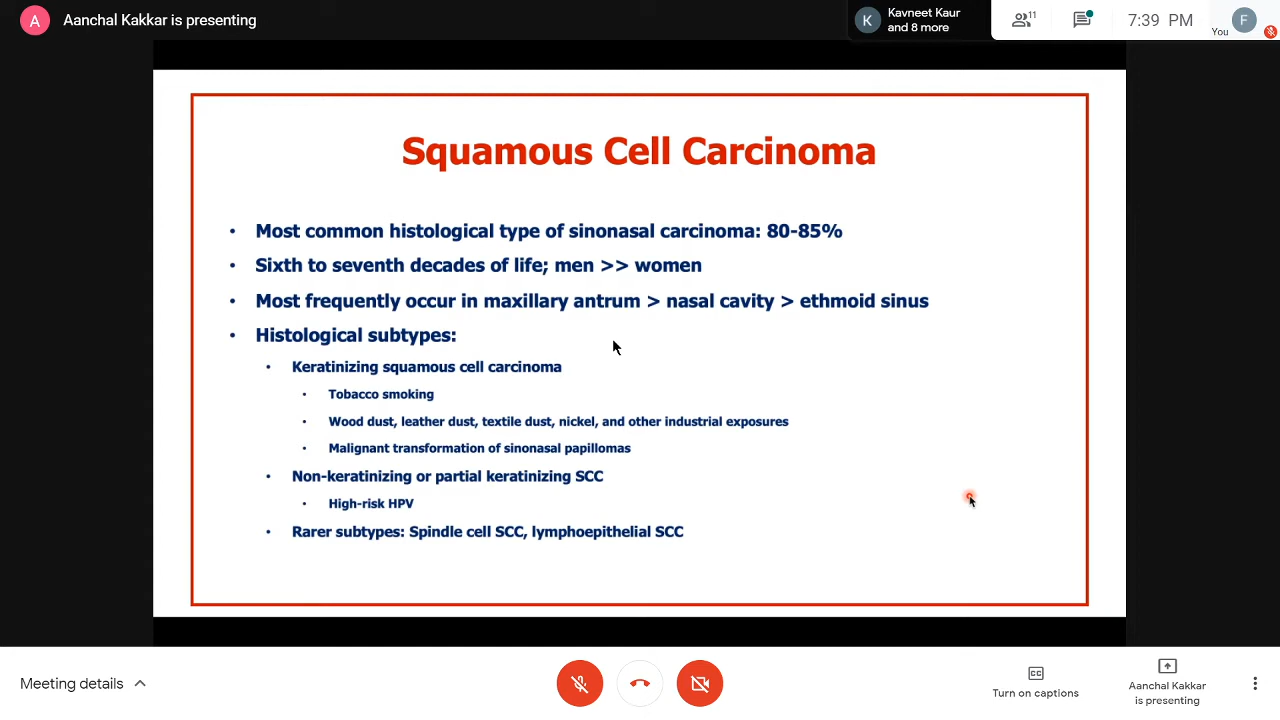 A
Aanchal Kakkar is presenting
K
Kavneet Kaur
and 8 more
11
7:39 PM
You
F
Squamous Cell Carcinoma
• Most common histological type of sinonasal carcinoma: 80-85%
• Sixth to seventh decades of life; men >> women
• Most frequently occur in maxillary antrum > nasal cavity > ethmoid sinus
• Histological subtypes:
• Keratinizing squamous cell carcinoma
• Tobacco smoking
• Wood dust, leather dust, textile dust, nickel, and other industrial exposures
• Malignant transformation of sinonasal papillomas
• Non-keratinizing or partial keratinizing SCC
• High-risk HPV
• Rarer subtypes: Spindle cell SCC, lymphoepithelial SCC
Meeting details
CC
Turn on captions
Aanchal Kakkar
is presenting